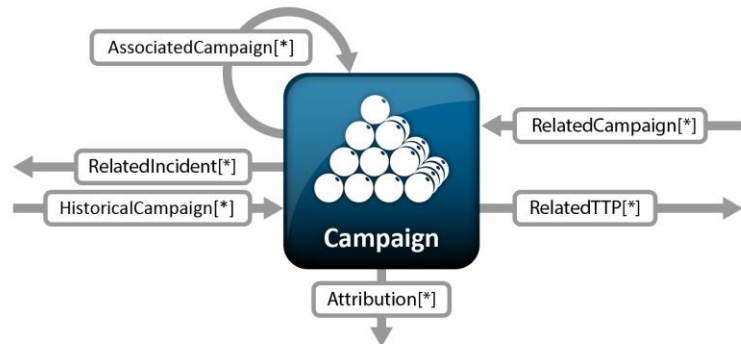 AssociatedCampaign[*]
RelatedCampaign[*]
RelatedIncident[*]
HistoricalCampaign[*]
RelatedTTP[*]
Campaign
Attribution[*]